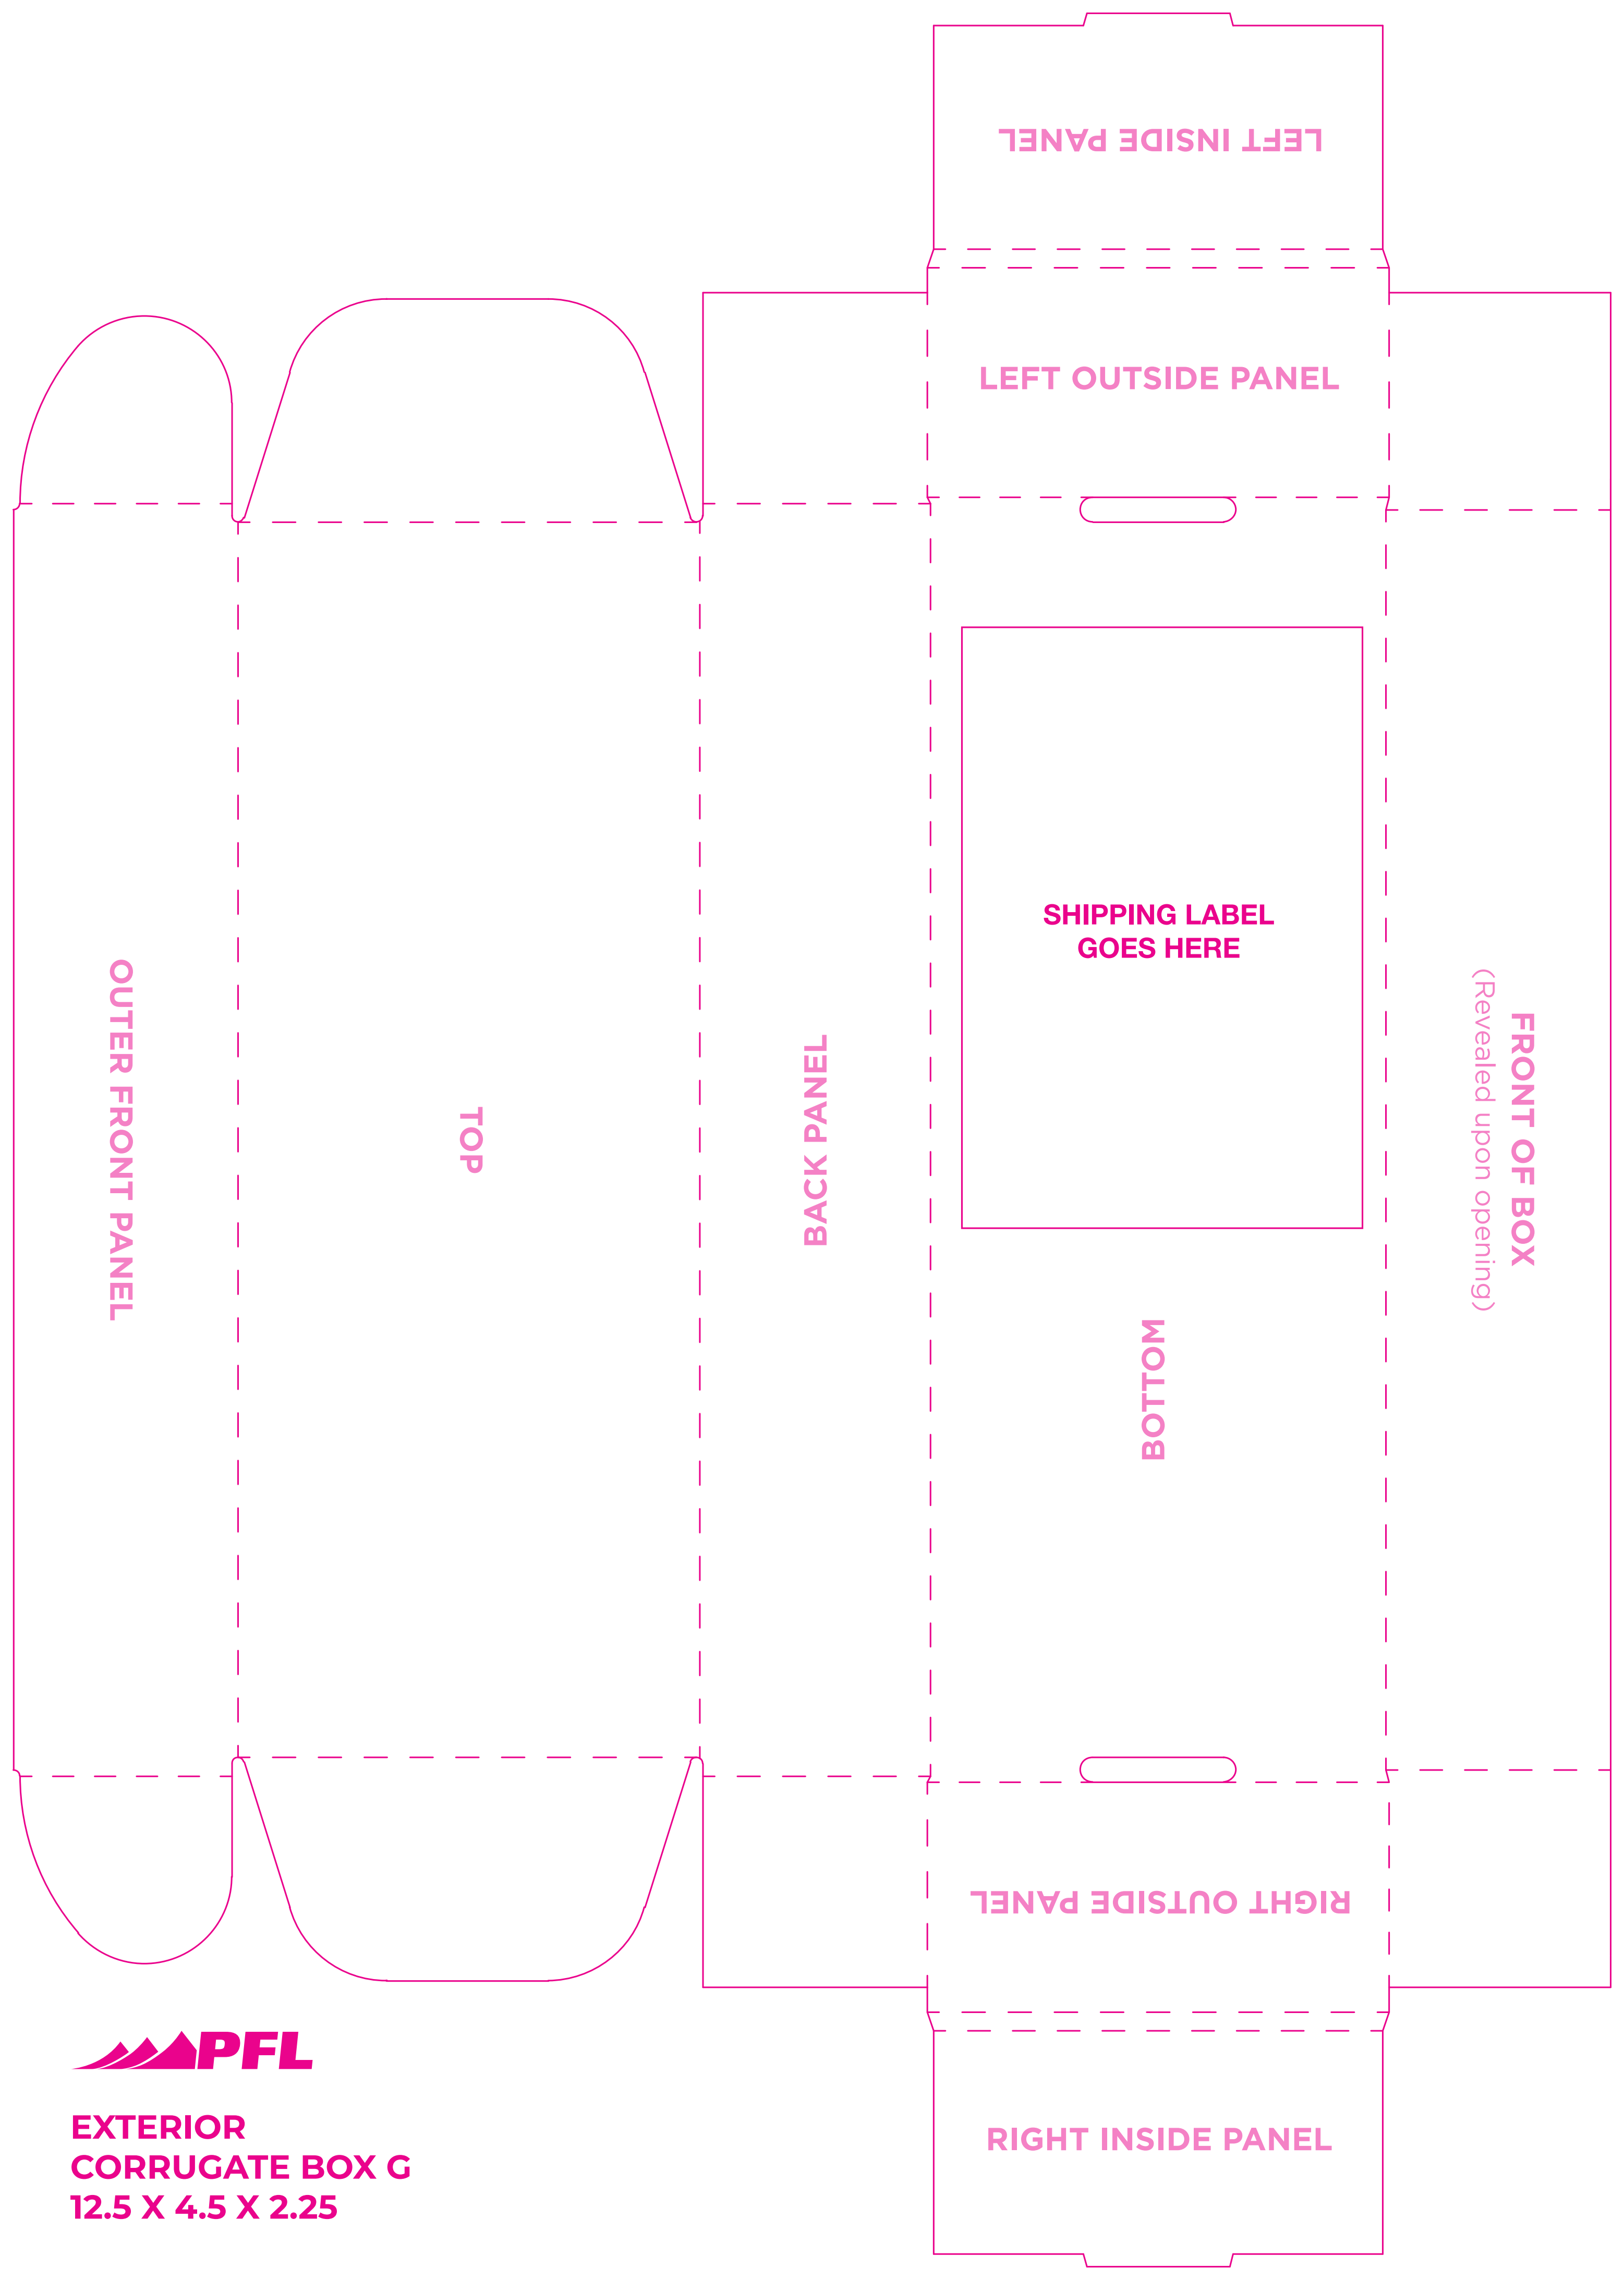 LEFT INSIDE PANEL
LEFT OUTSIDE PANEL
SHIPPING LABEL
GOES HERE
OUTER FRONT PANEL
TOP
BACK PANEL
BOTTOM
FRONT OF BOX
(Revealed upon opening)
RIGHT OUTSIDE PANEL
RIGHT INSIDE PANEL
PFL
EXTERIOR
CORRUGATE BOX G
12.5 X 4.5 X 2.25